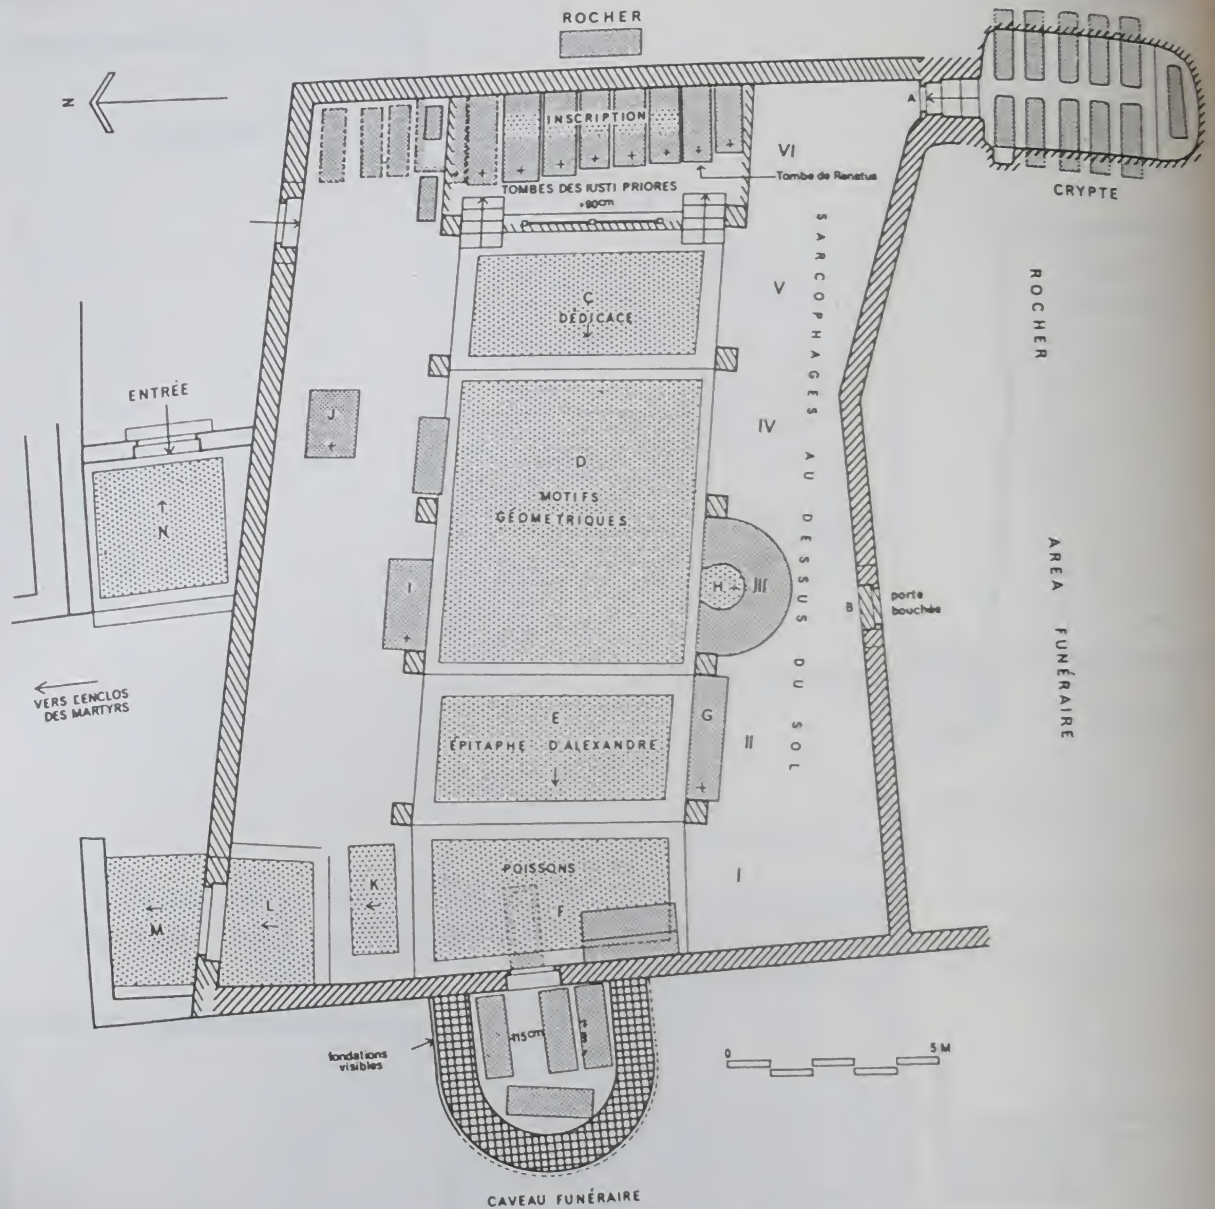 ROCHER
N
A
INSCRIPTION
VI
Tombe de Renatus
CRYPTE
TOMBES DES IUSTI PRIORES
+90cm
SARCOPHAGES AU DESSUS DU SOL
ROCHER
V
C
DÉDICACE
ENTRÉE
J
IV
D
MOTIFS
GÉOMETRIQUES
N
AREA FUNÉRAIRE
I
H
III
B
porte
bouchée
VERS L'ENCLOS
DES MARTYRS
E
ÉPITAPHE D'ALEXANDRE
G
II
POISSONS
I
K
L
M
F
-115cm
fondations
visibles
0
5 M
CAVEAU FUNÉRAIRE